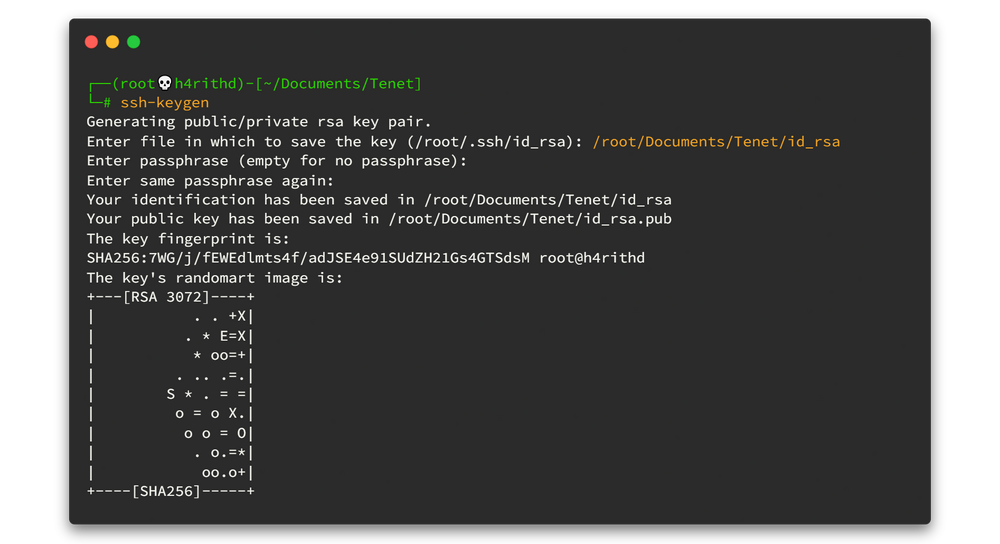 ┌──(root💀h4rithd)-[~/Documents/Tenet]
└─# ssh-keygen
Generating public/private rsa key pair.
Enter file in which to save the key (/root/.ssh/id_rsa): /root/Documents/Tenet/id_rsa
Enter passphrase (empty for no passphrase):
Enter same passphrase again:
Your identification has been saved in /root/Documents/Tenet/id_rsa
Your public key has been saved in /root/Documents/Tenet/id_rsa.pub
The key fingerprint is:
SHA256:7WG/j/fEWEdlmts4f/adJSE4e91SUdZH21Gs4GTSdsM root@h4rithd
The key's randomart image is:
+---[RSA 3072]----+
|           . . +X|
|          . * E=X|
|           * oo=+|
|         . .. .=.|
|        S * . = =|
|         o = o X.|
|          o o = O|
|           . o.=*|
|            oo.o+|
+----[SHA256]-----+